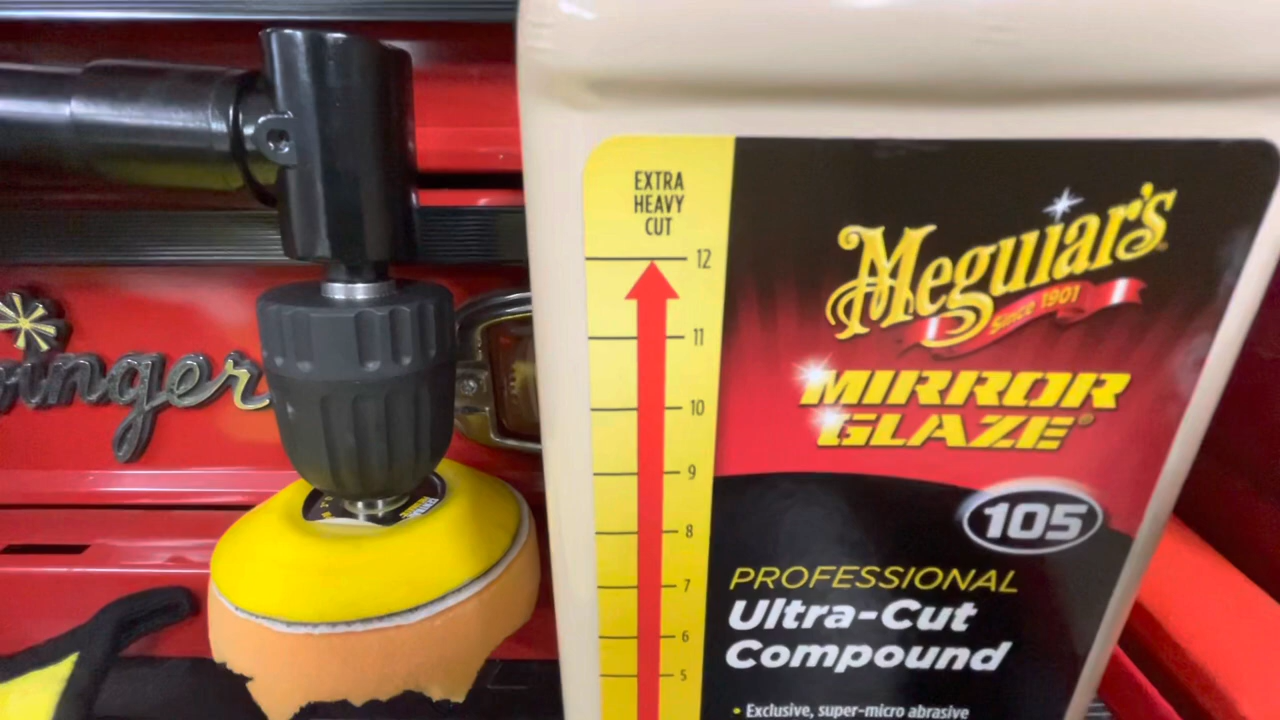 EXTRA
HEAVY
CUT
12
11
10
9
8
7
6
5
Meguiar's
Since 1901
MIRROR
GLAZE®
105
PROFESSIONAL
Ultra-Cut
Compound
• Exclusive, super-micro abrasive